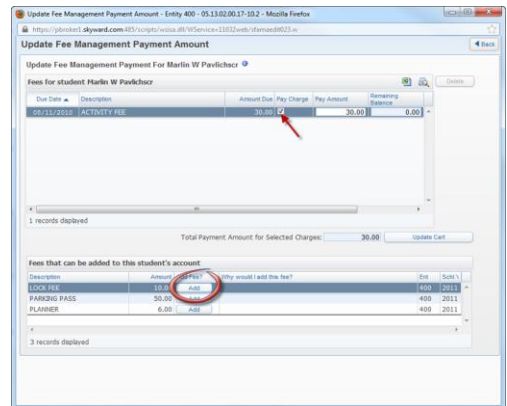 Update Fee Management Payment Amount - Entity 400 - 05.13.02.00.17-10.2 - Mozilla Firefox
Update Fee Management Payment Amount
Back
Update Fee Management Payment For Marlin W Pavlichscr
Fees for student Marlin W Pavlichscr
Delete
Due Date Description Amount Due Pay Charge Pay Amount Remaining Balance
08/11/2010 ACTIVITY FEE 30.00 30.00 0.00
1 records displayed
Total Payment Amount for Selected Charges: 30.00 Update Cart
Fees that can be added to this student's account
Description Amount Fee? Why would I add this fee? Ent Schl
LOCK FEE 10.0 Add 400 2011
PARKING PASS 50.00 400 2011
PLANNER 6.00 Add 400 2011
3 records displayed